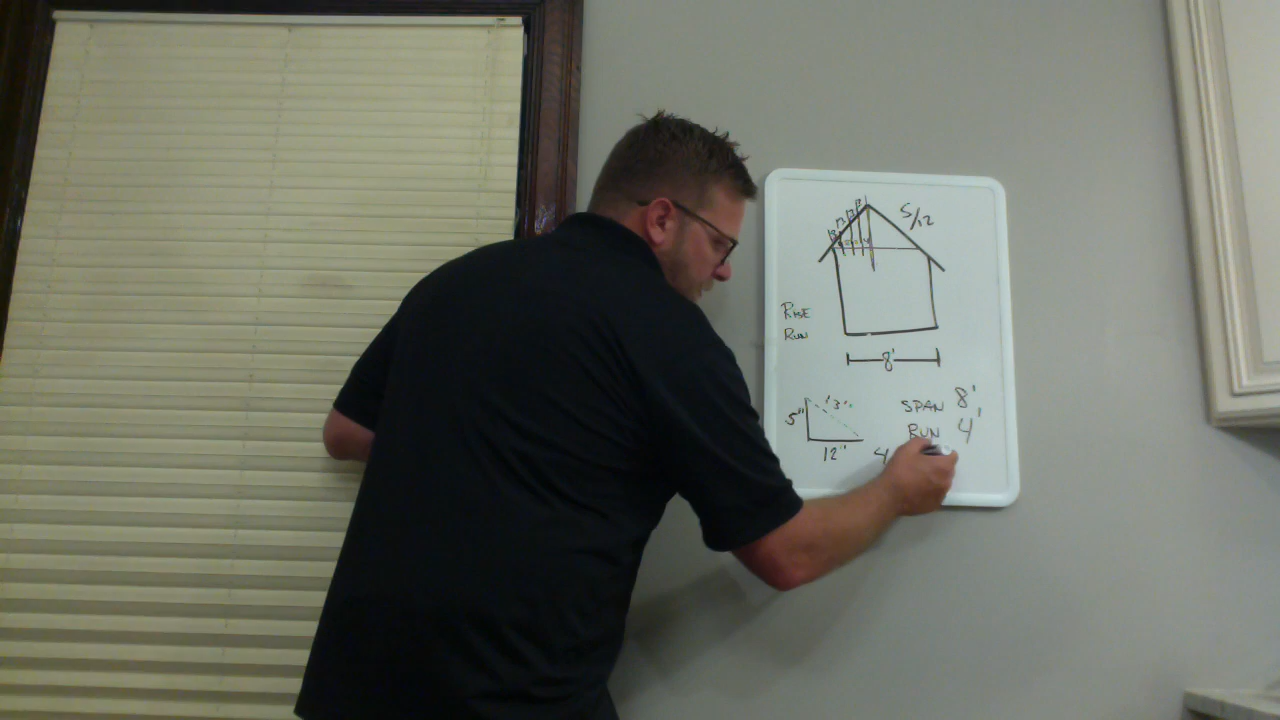 5/12
RISE
RUN
8'
5"
13"
12"
SPAN 8'
RUN 4'
4